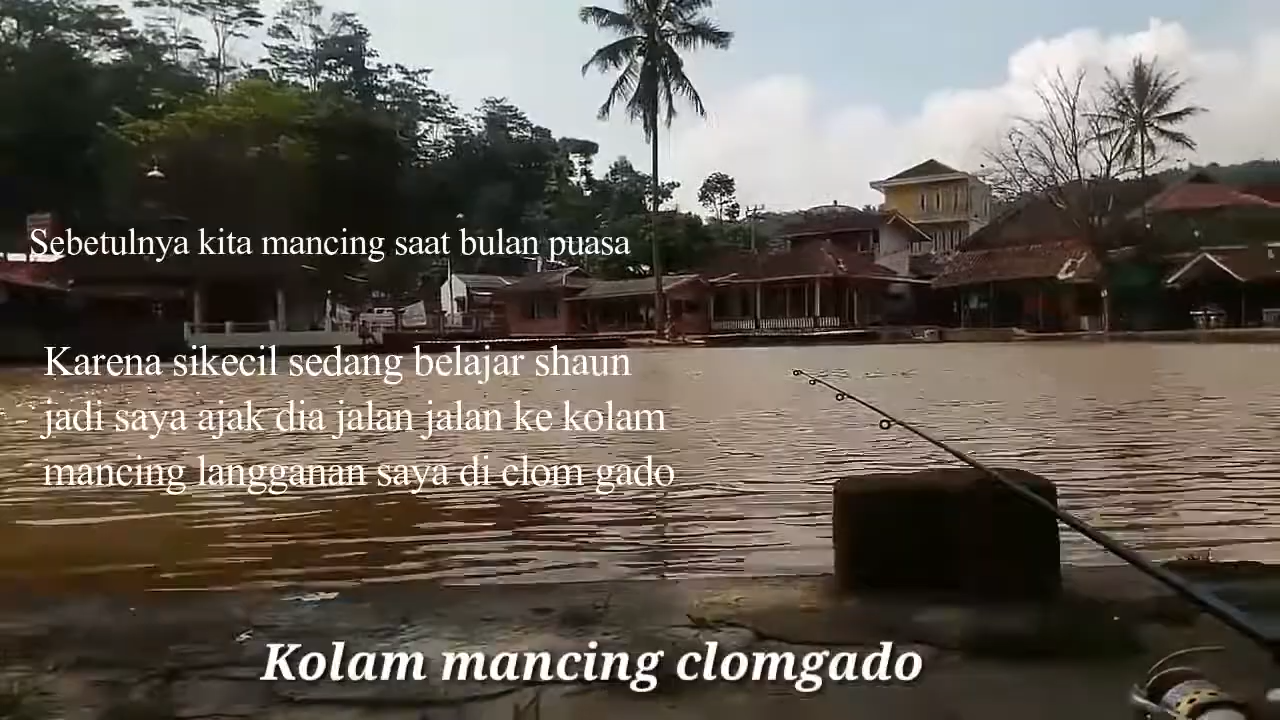 Sebetulnya kita mancing saat bulan puasa
Karena sikecil sedang belajar shaun
jadi saya ajak dia jalan jalan ke kolam
mancing langganan saya di clom gado
Kolam mancing clomgado